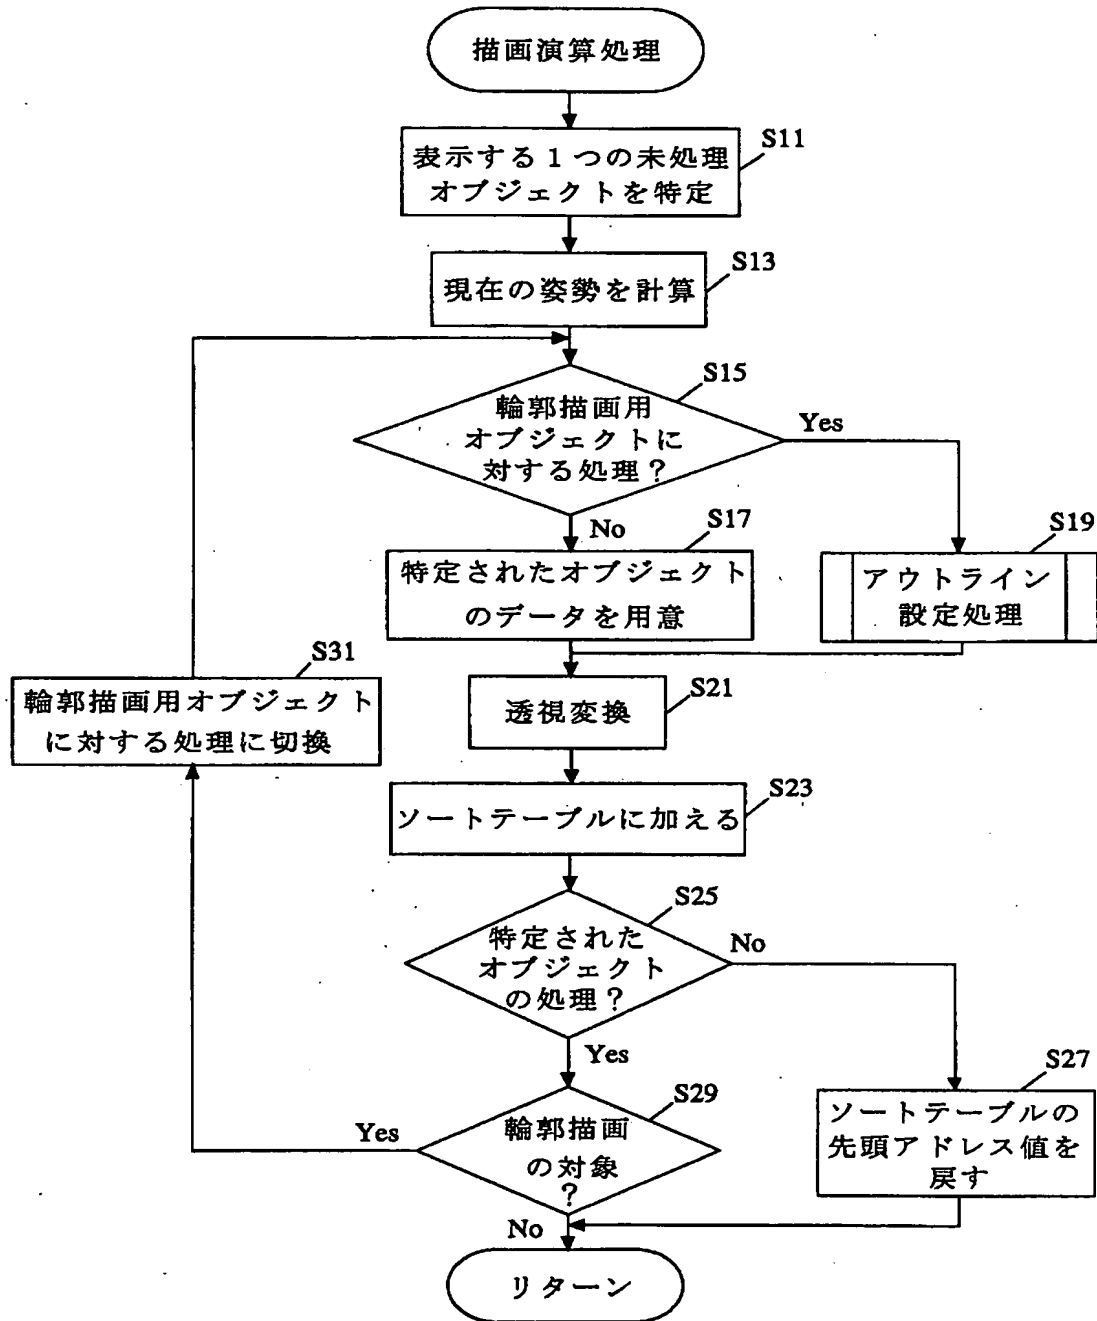 描画演算処理
S11
表示する1つの未処理
オブジェクトを特定
S13
現在の姿勢を計算
S15
輪郭描画用
オブジェクトに
対する処理?
Yes
No
S17
特定されたオブジェクト
のデータを用意
S19
アウトライン
設定処理
S31
輪郭描画用オブジェクト
に対する処理に切換
S21
透視変換
S23
ソートテーブルに加える
S25
特定された
オブジェクト
の処理?
No
Yes
S27
ソートテーブルの
先頭アドレス値を
戻す
S29
輪郭描画
の対象
?
Yes
No
リターン